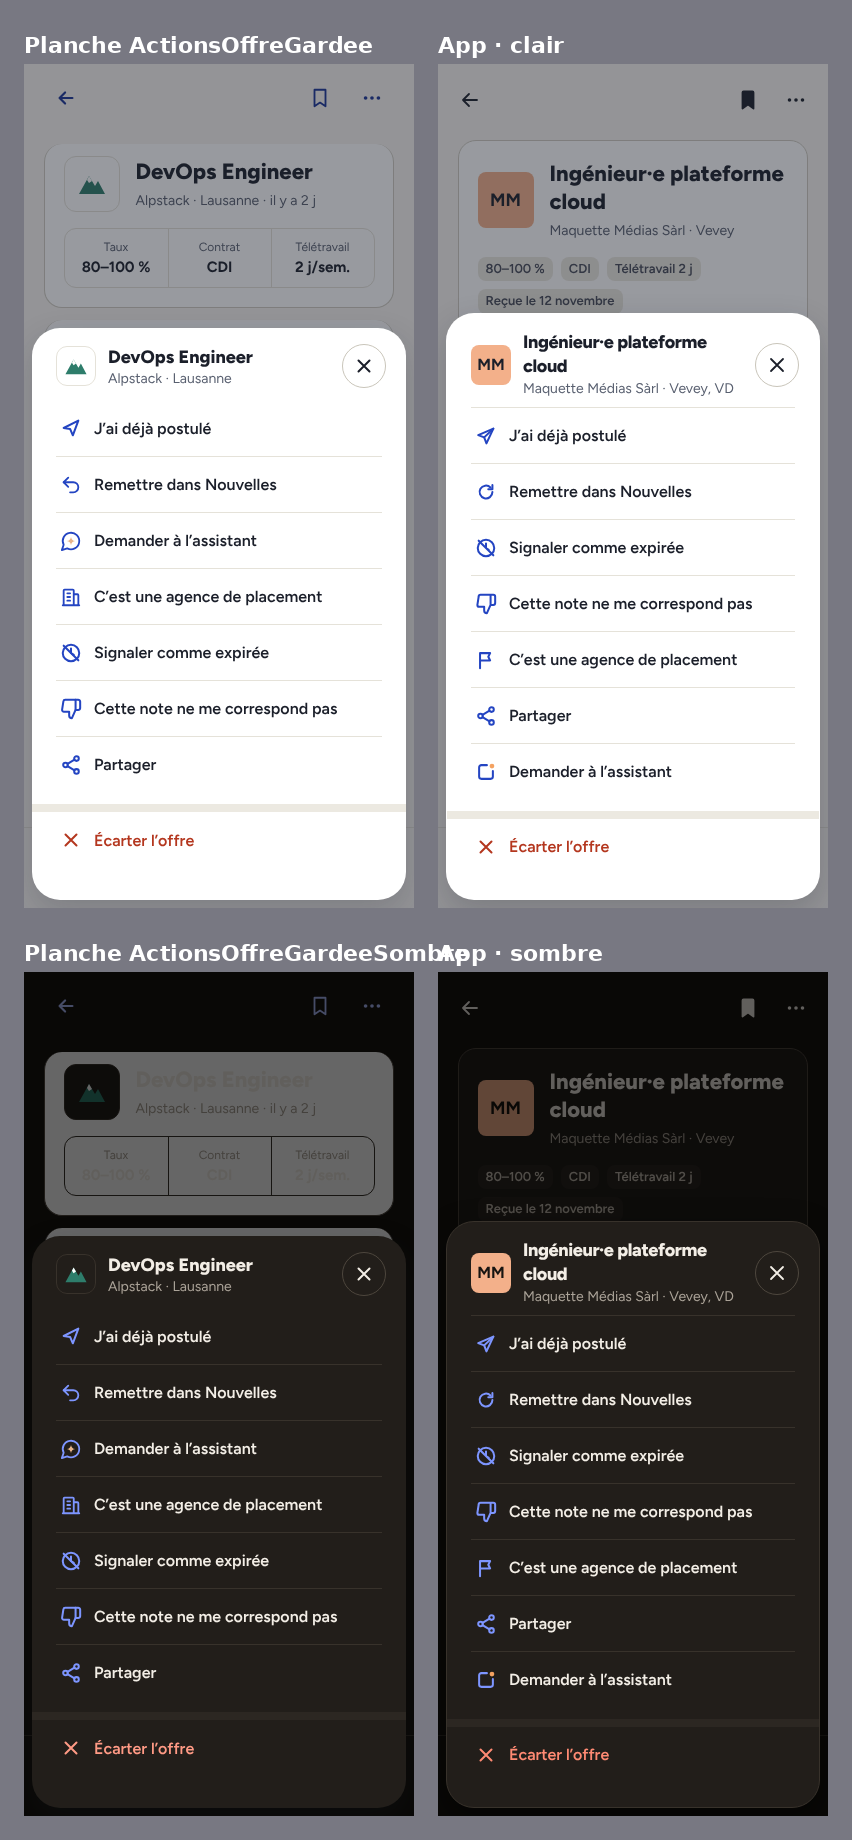 Planche ActionsOffreGardee
DevOps Engineer
Alpstack · Lausanne · il y a 2 j
Taux
Contrat
Télétravail
80–100 %
CDI
2 j/sem.
DevOps Engineer
Alpstack · Lausanne
J’ai déjà postulé
Remettre dans Nouvelles
Demander à l’assistant
C’est une agence de placement
Signaler comme expirée
Cette note ne me correspond pas
Partager
Écarter l’offre
App · clair
MM
Ingénieur·e plateforme
cloud
Maquette Médias Sàrl · Vevey
80–100 %
CDI
Télétravail 2 j
Reçue le 12 novembre
MM
Ingénieur·e plateforme
cloud
Maquette Médias Sàrl · Vevey, VD
J’ai déjà postulé
Remettre dans Nouvelles
Signaler comme expirée
Cette note ne me correspond pas
C’est une agence de placement
Partager
Demander à l’assistant
Écarter l’offre
Planche ActionsOffreGardeeSombre
DevOps Engineer
Alpstack · Lausanne · il y a 2 j
Taux
Contrat
Télétravail
80–100 %
CDI
2 j/sem.
DevOps Engineer
Alpstack · Lausanne
J’ai déjà postulé
Remettre dans Nouvelles
Demander à l’assistant
C’est une agence de placement
Signaler comme expirée
Cette note ne me correspond pas
Partager
Écarter l’offre
App · sombre
MM
Ingénieur·e plateforme
cloud
Maquette Médias Sàrl · Vevey
80–100 %
CDI
Télétravail 2 j
Reçue le 12 novembre
MM
Ingénieur·e plateforme
cloud
Maquette Médias Sàrl · Vevey, VD
J’ai déjà postulé
Remettre dans Nouvelles
Signaler comme expirée
Cette note ne me correspond pas
C’est une agence de placement
Partager
Demander à l’assistant
Écarter l’offre